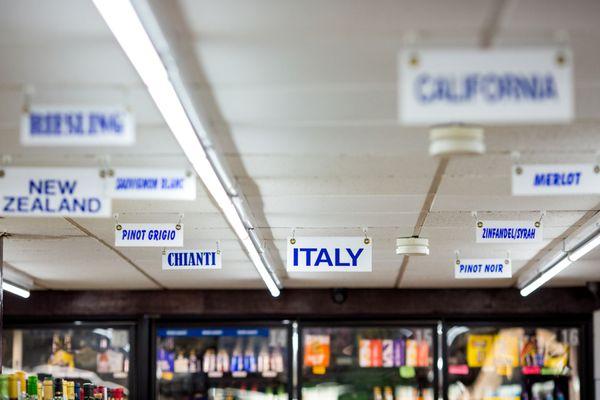 CALIFORNIA
RIESLING
NEW
ZEALAND
SAUVIGNON BLANC
MERLOT
PINOT GRIGIO
ZINFANDEL/SYRAH
CHIANTI
ITALY
PINOT NOIR